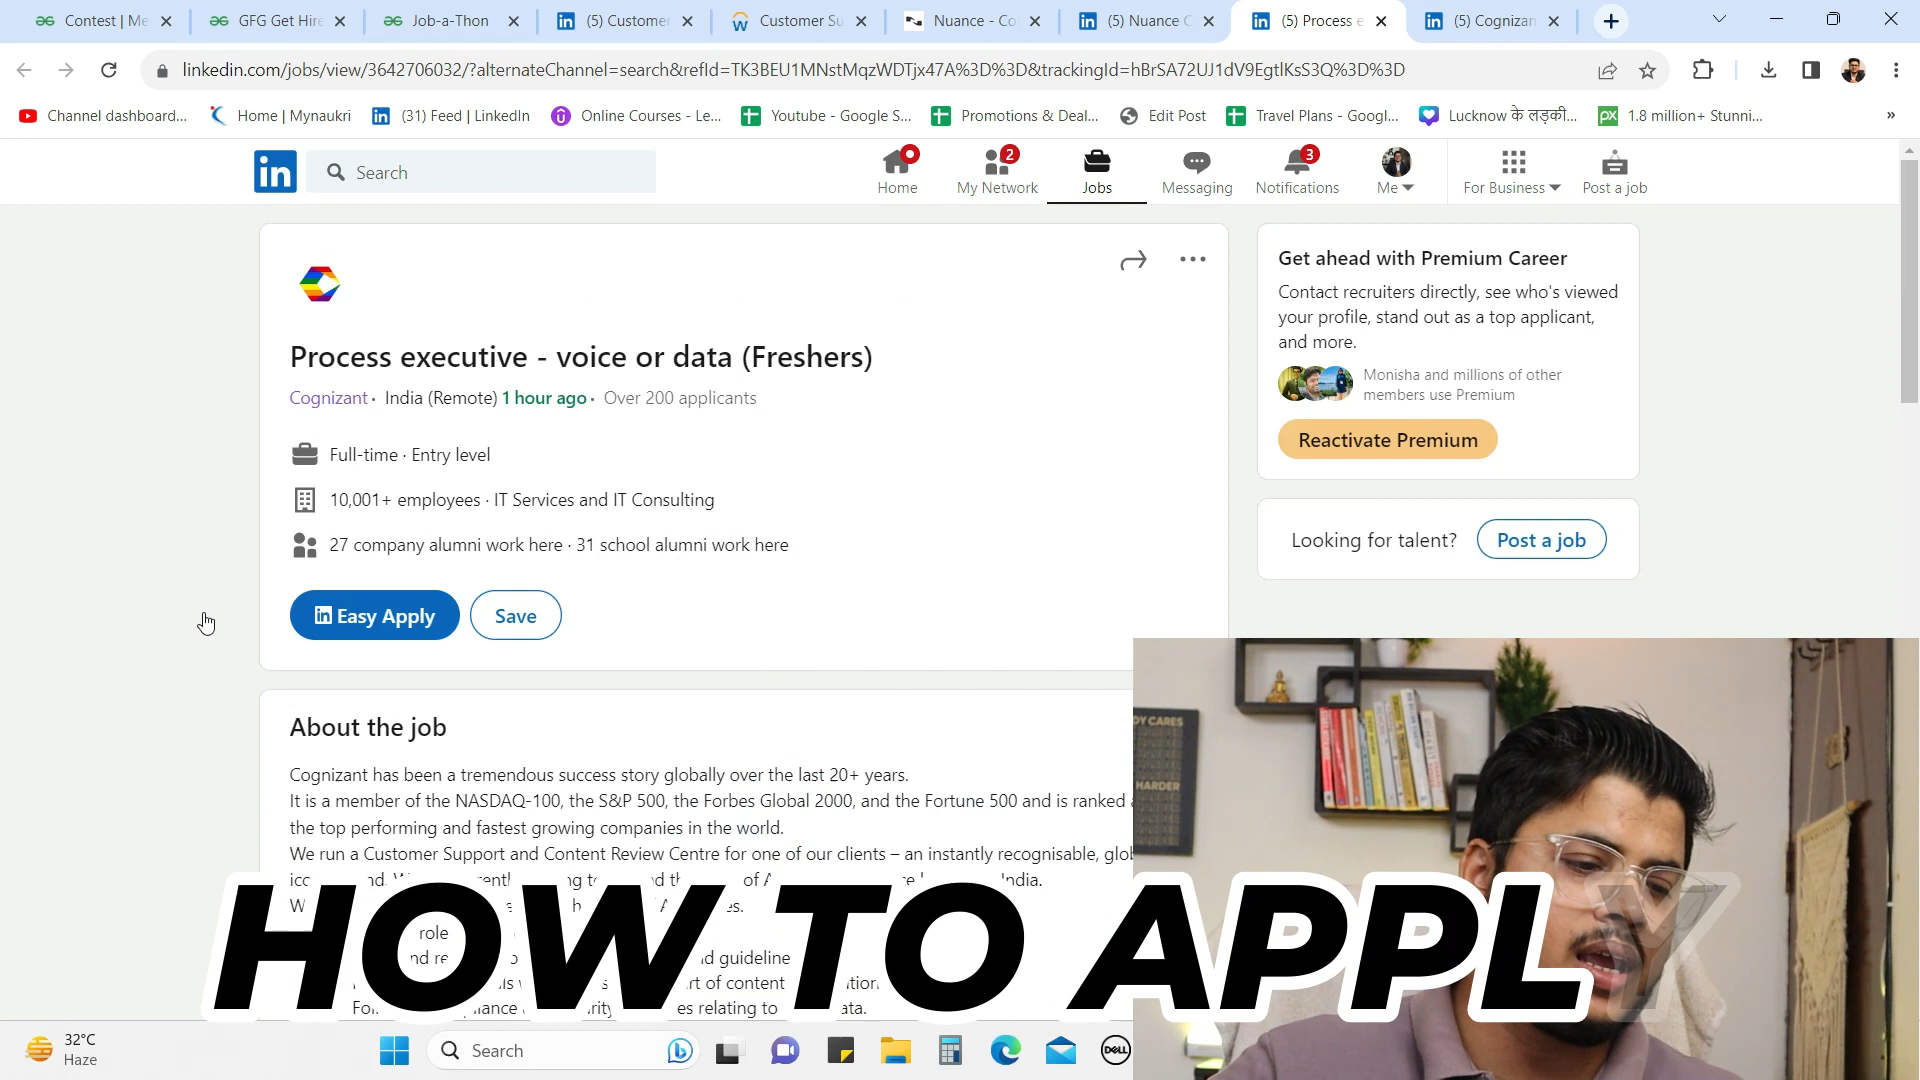 Contest | Me
GFG Get Hire
Job-a-Thon
(5) Customer
Customer Su
Nuance - Co
(5) Nuance C
(5) Process e
(5) Cognizan
linkedin.com/jobs/view/3642706032/?alternateChannel=search&refId=TK3BEU1MNstMqzWDTjx47A%3D%3D&trackingId=hBrSA72UJ1dV9EgtlKsS3Q%3D%3D
Channel dashboard...
Home | Mynaukri
(31) Feed | LinkedIn
Online Courses - Le...
Youtube - Google S...
Promotions & Deal...
Edit Post
Travel Plans - Googl...
Lucknow के लड़की...
px 1.8 million+ Stunni...
»
in
Search
Home
2
My Network
Jobs
Messaging
3
Notifications
Me
For Business
Post a job
Process executive - voice or data (Freshers)
Cognizant · India (Remote) 1 hour ago · Over 200 applicants
Full-time · Entry level
10,001+ employees · IT Services and IT Consulting
27 company alumni work here · 31 school alumni work here
in Easy Apply
Save
Get ahead with Premium Career
Contact recruiters directly, see who's viewed
your profile, stand out as a top applicant,
and more.
Monisha and millions of other
members use Premium
Reactivate Premium
Looking for talent?
Post a job
About the job
Cognizant has been a tremendous success story globally over the last 20+ years.
It is a member of the NASDAQ-100, the S&P 500, the Forbes Global 2000, and the Fortune 500 and is ranked
the top performing and fastest growing companies in the world.
We run a Customer Support and Content Review Centre for one of our clients – an instantly recognisable,
India.
role
guideline
of content
relating to
DY CARES
HARDER
HOW TO APPLY
32°C
Haze
Search
DELL